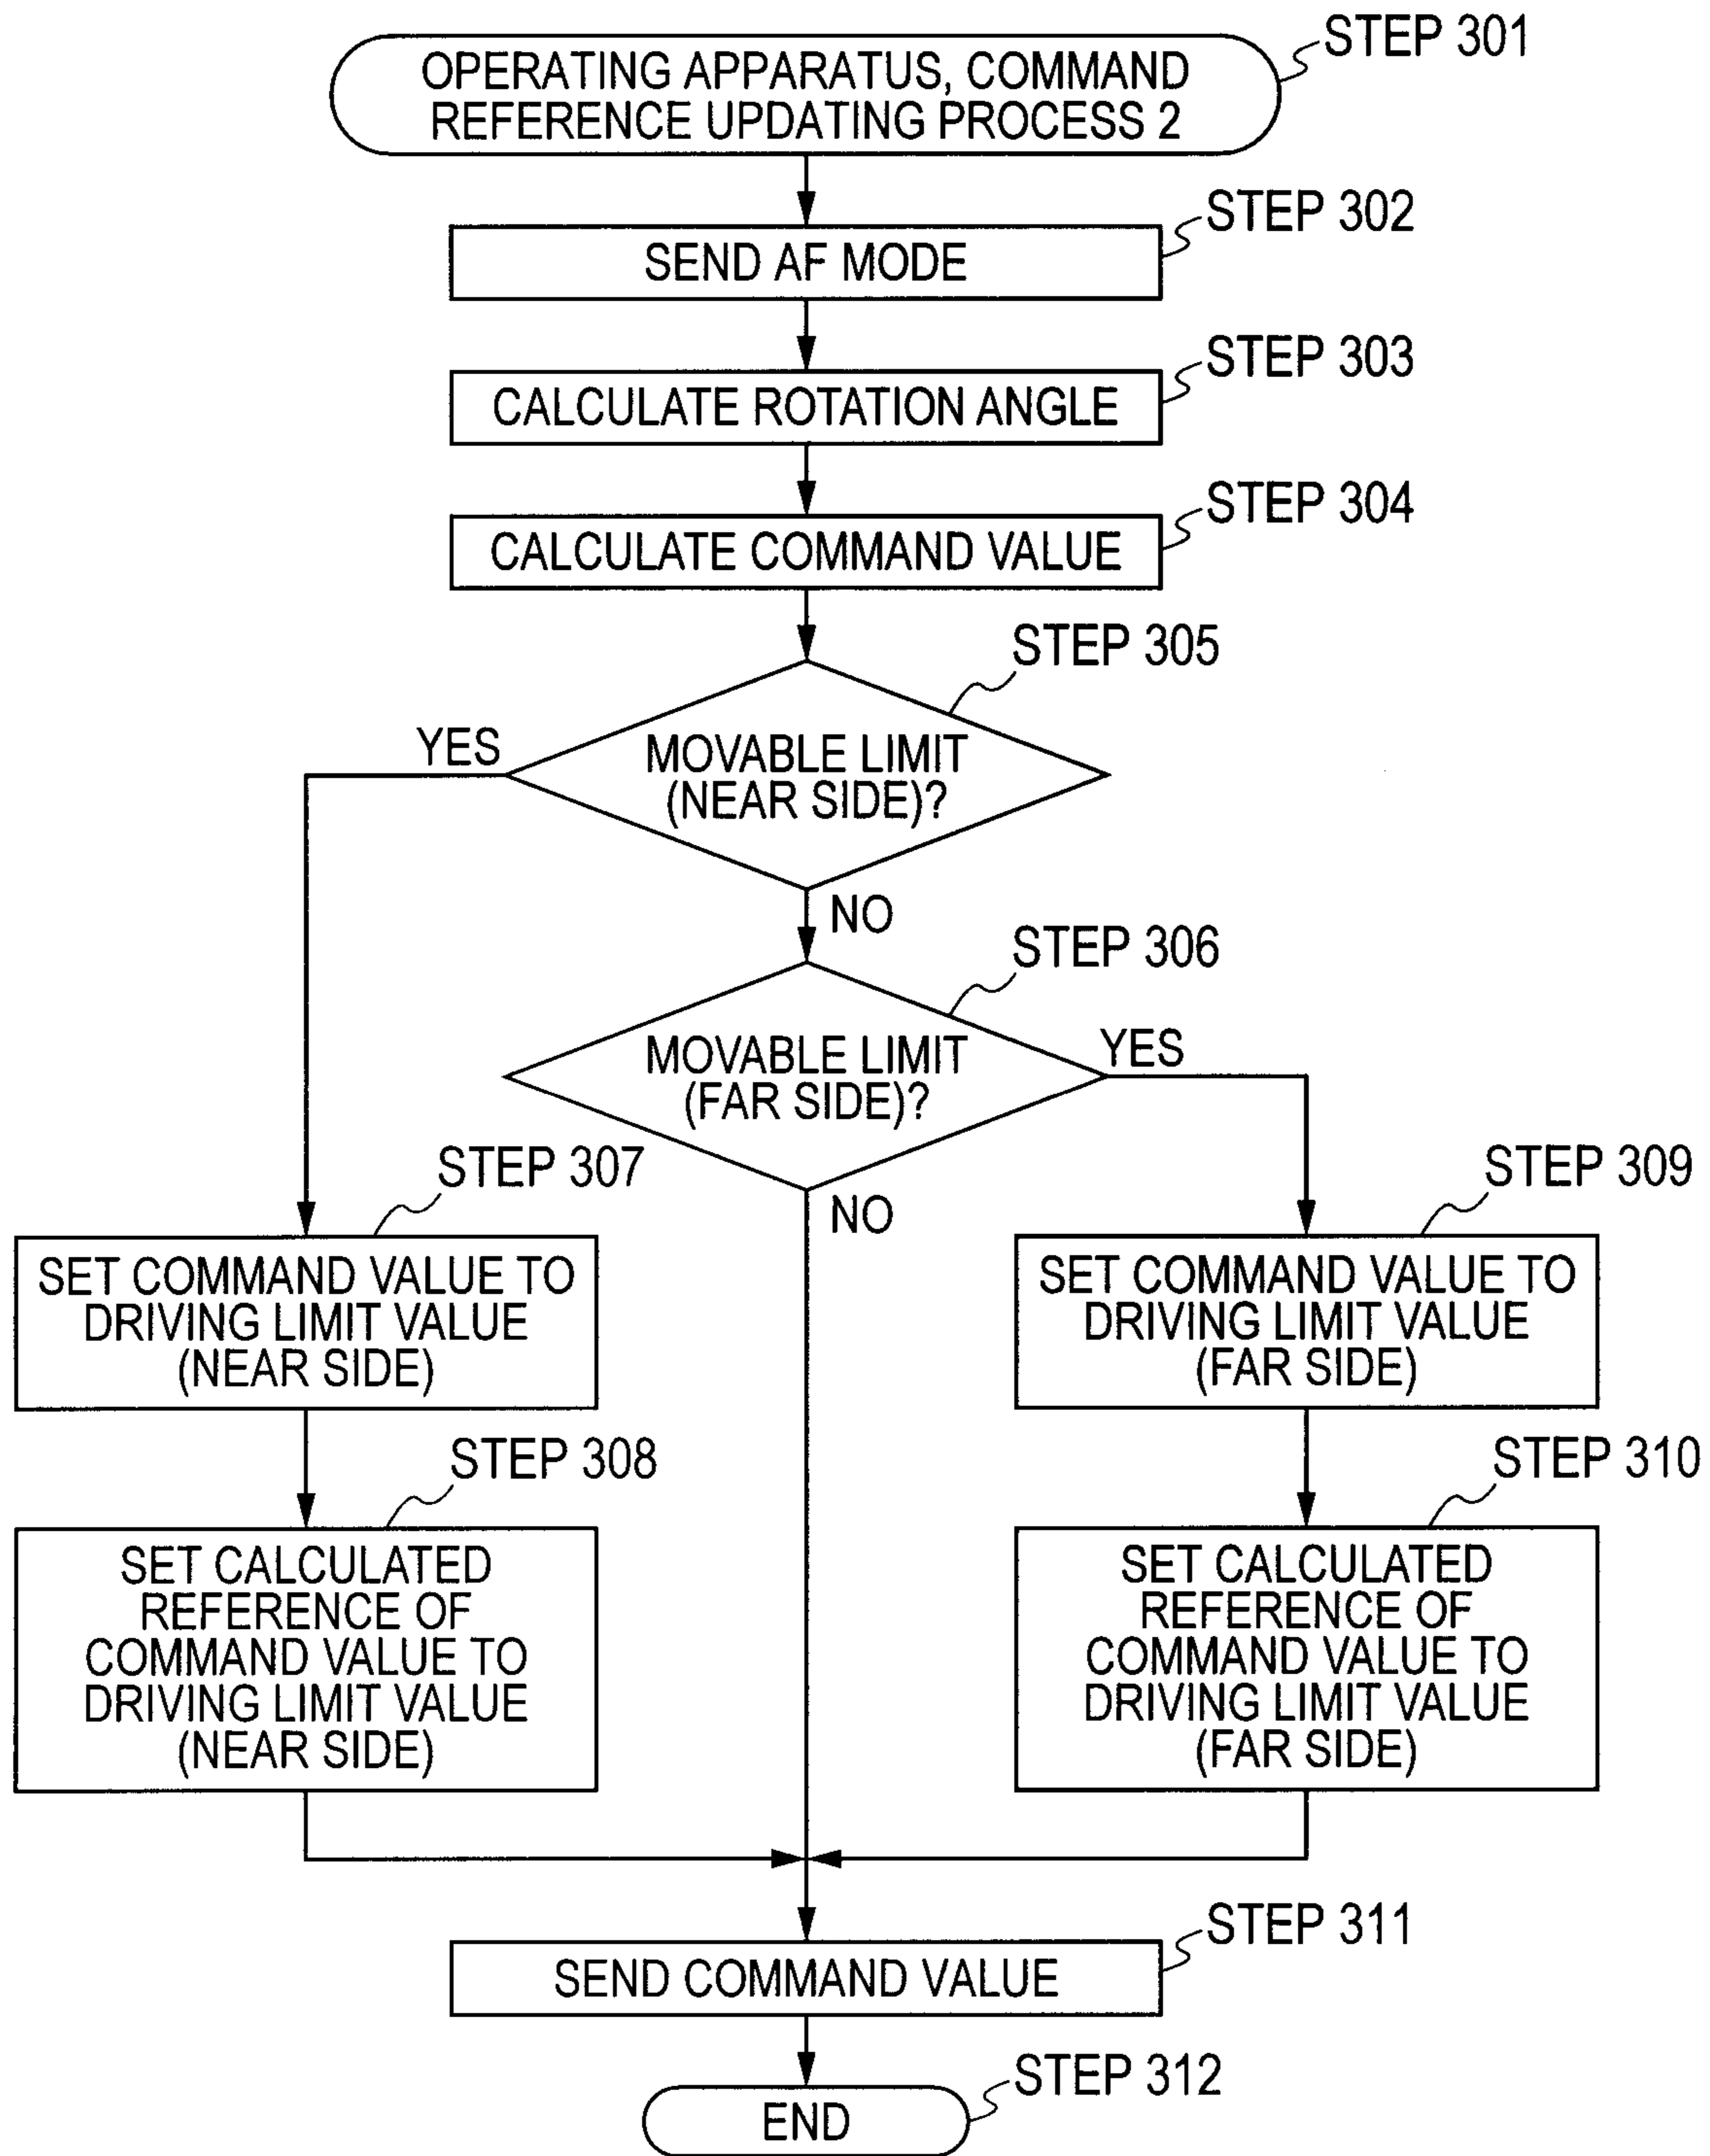 STEP 301
OPERATING APPARATUS, COMMAND
REFERENCE UPDATING PROCESS 2
STEP 302
SEND AF MODE
STEP 303
CALCULATE ROTATION ANGLE
STEP 304
CALCULATE COMMAND VALUE
STEP 305
YES
MOVABLE LIMIT
(NEAR SIDE)?
NO
STEP 306
MOVABLE LIMIT
(FAR SIDE)?
YES
NO
STEP 307
SET COMMAND VALUE TO
DRIVING LIMIT VALUE
(NEAR SIDE)
STEP 309
SET COMMAND VALUE TO
DRIVING LIMIT VALUE
(FAR SIDE)
STEP 308
SET CALCULATED
REFERENCE OF
COMMAND VALUE TO
DRIVING LIMIT VALUE
(NEAR SIDE)
STEP 310
SET CALCULATED
REFERENCE OF
COMMAND VALUE TO
DRIVING LIMIT VALUE
(FAR SIDE)
STEP 311
SEND COMMAND VALUE
STEP 312
END